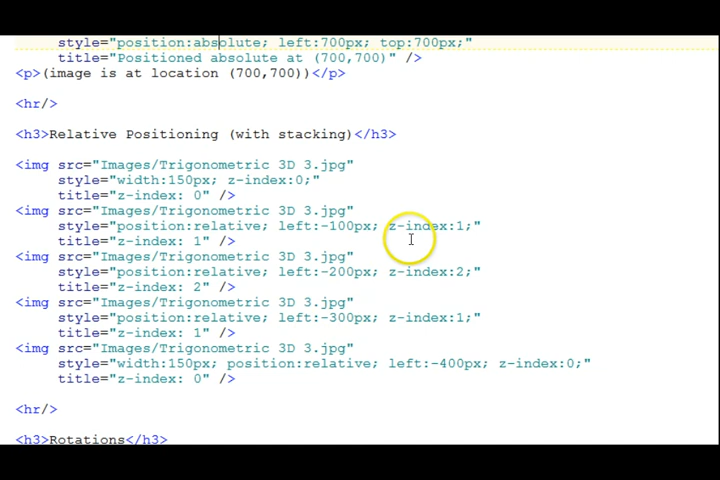 style="position:absolute; left:700px; top:700px;"
title="Positioned absolute at (700,700)" />
<p>(image is at location (700,700))</p>
<hr/>
<h3>Relative Positioning (with stacking)</h3>
<img src="Images/Trigonometric 3D 3.jpg"
style="width:150px; z-index:0;"
title="z-index: 0" />
<img src="Images/Trigonometric 3D 3.jpg"
style="position:relative; left:-100px; z-index:1;"
title="z-index: 1" />
<img src="Images/Trigonometric 3D 3.jpg"
style="position:relative; left:-200px; z-index:2;"
title="z-index: 2" />
<img src="Images/Trigonometric 3D 3.jpg"
style="position:relative; left:-300px; z-index:1;"
title="z-index: 1" />
<img src="Images/Trigonometric 3D 3.jpg"
style="width:150px; position:relative; left:-400px; z-index:0;"
title="z-index: 0" />
<hr/>
<h3>Rotations</h3>